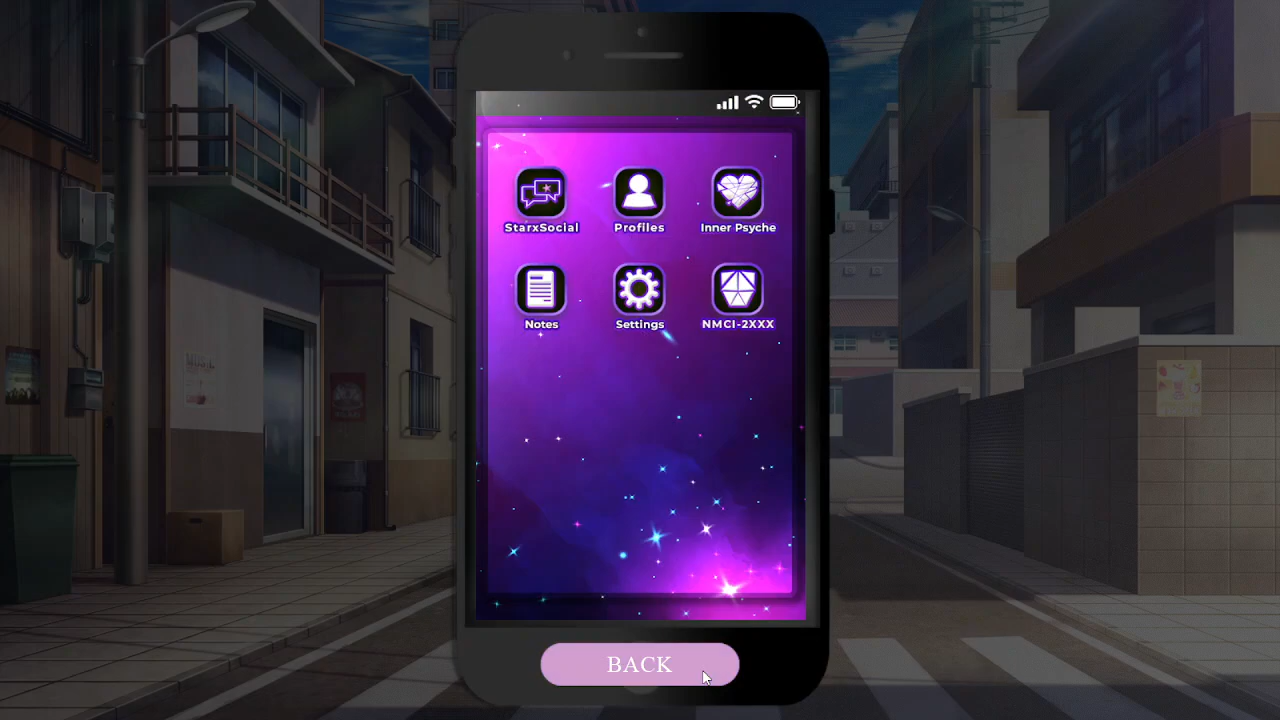 StarxSocial
Profiles
Inner Psyche
Notes
Settings
NMCI-2XXX
BACK